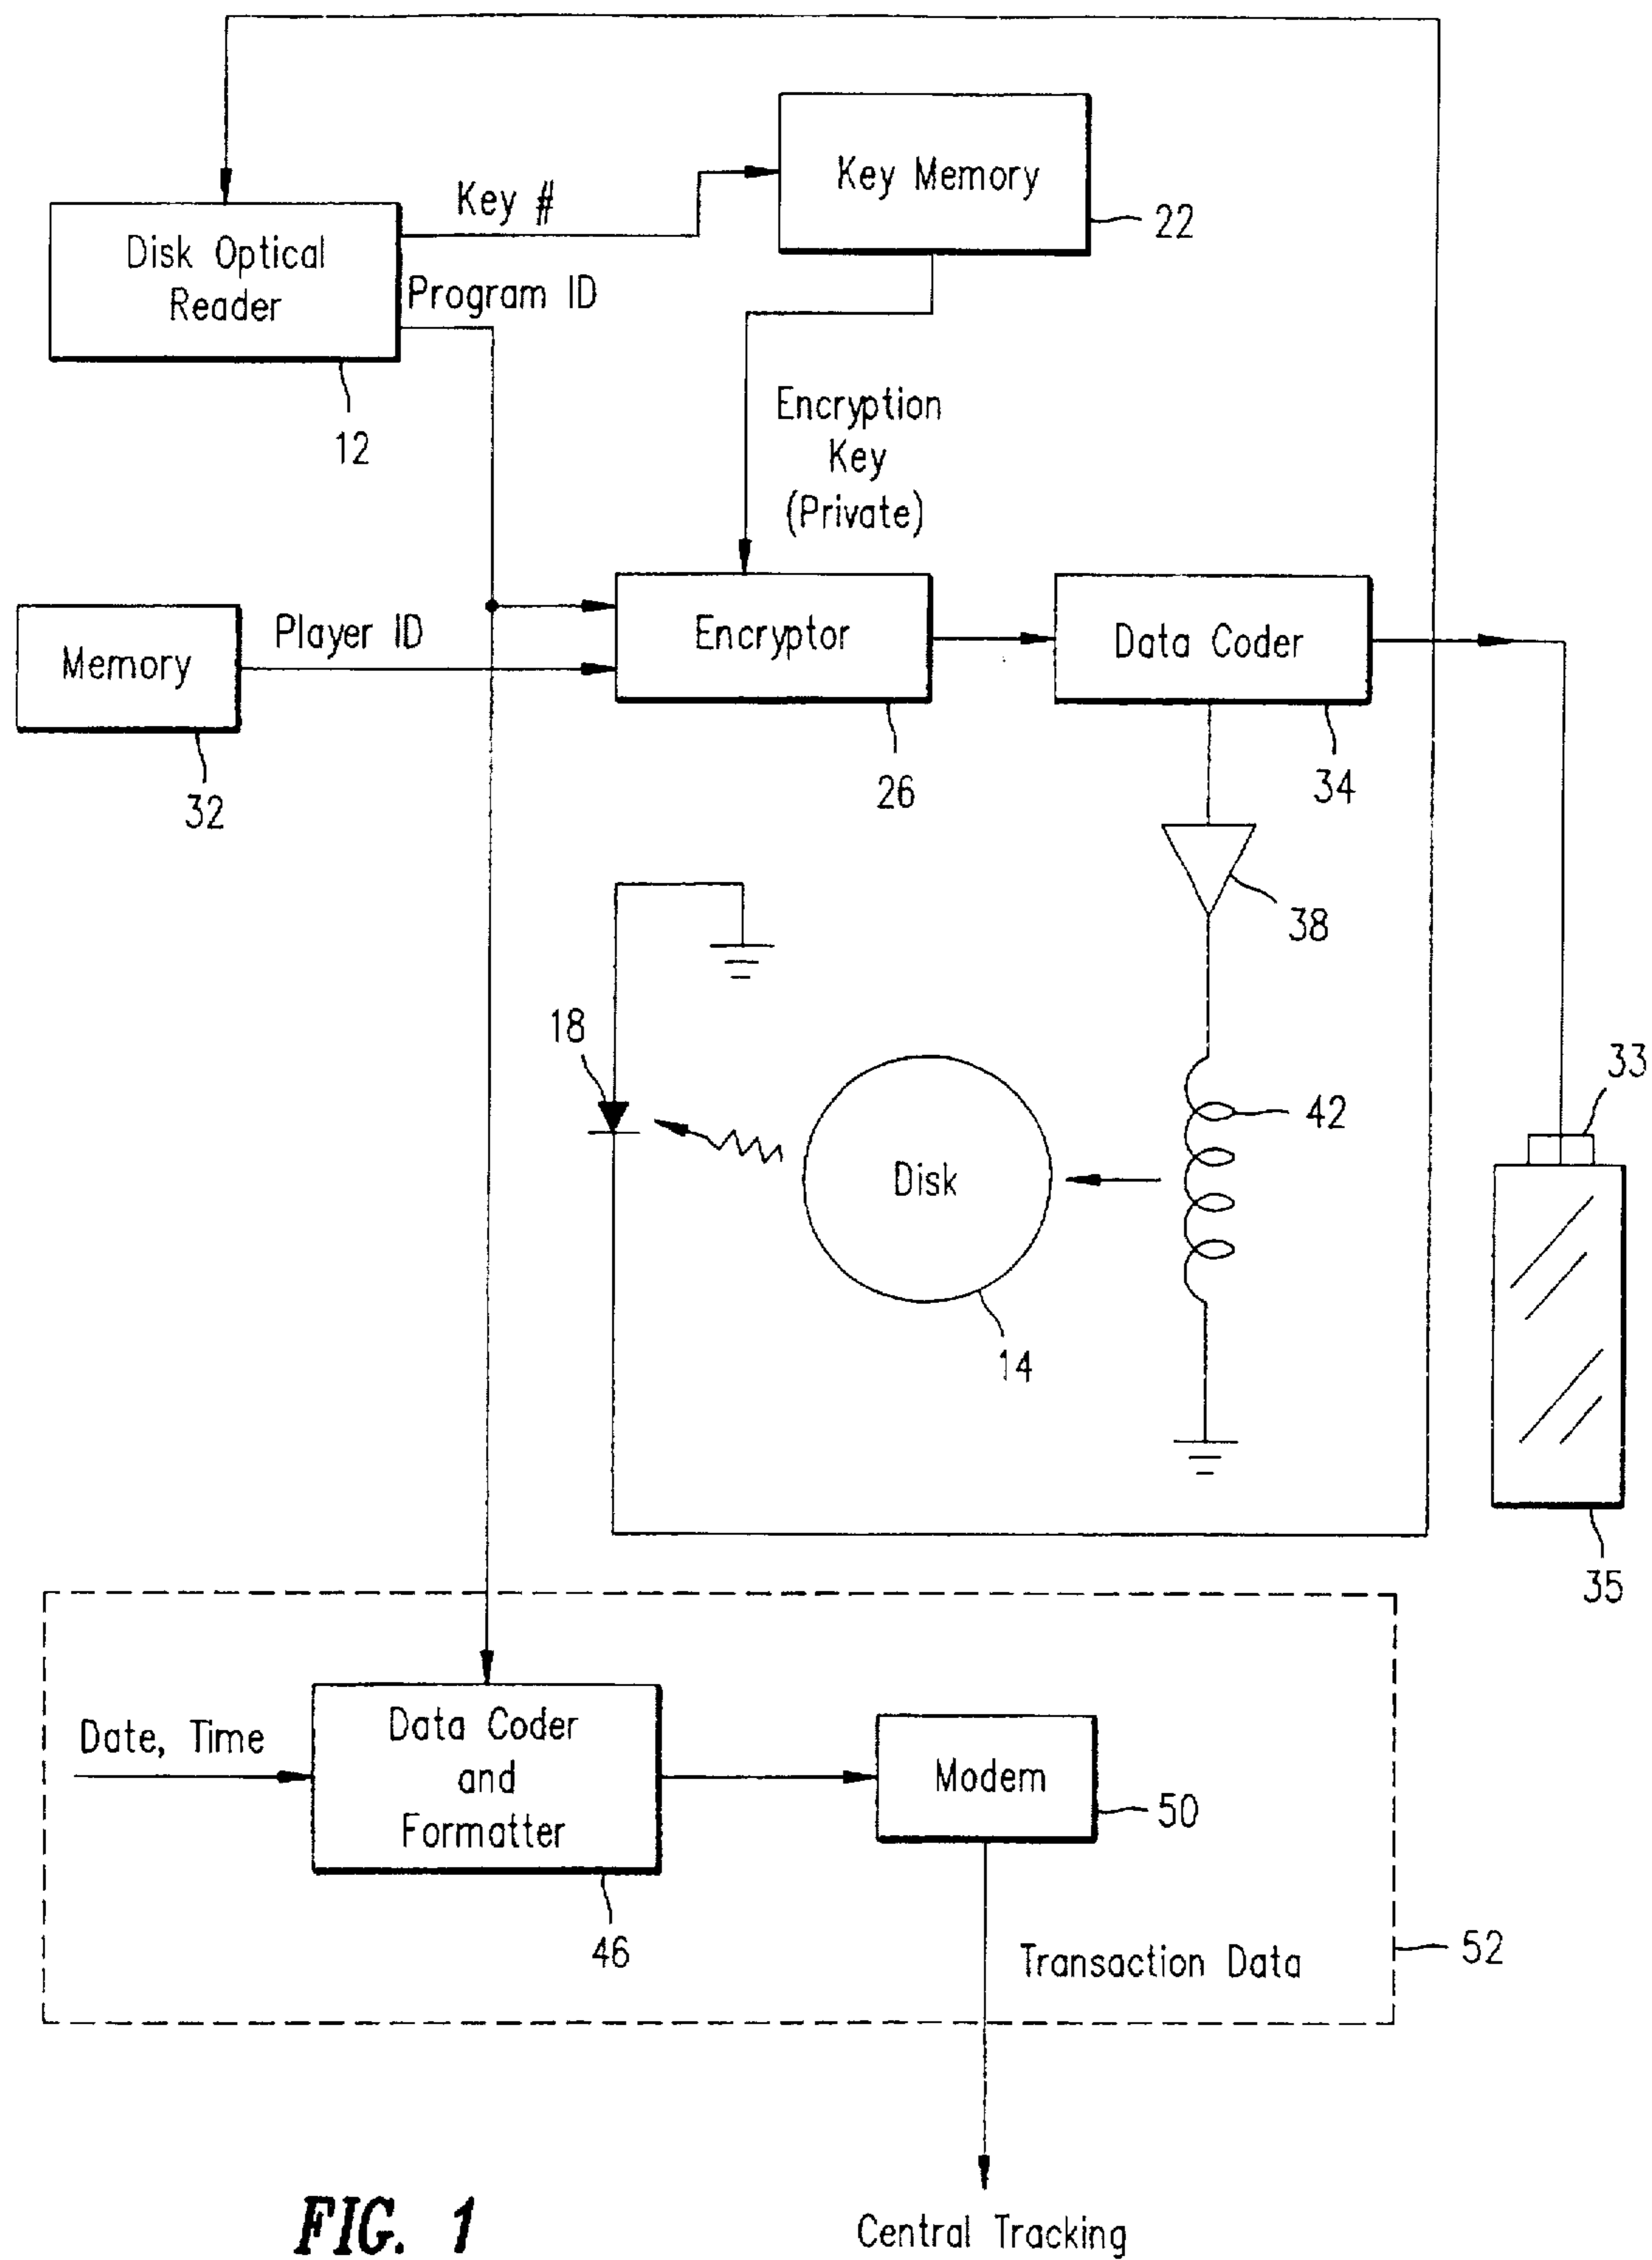 Key #
Key Memory
22
Disk Optical
Reader
Program ID
12
Encryption
Key
(Private)
Memory
Player ID
32
Encryptor
26
Data Coder
34
38
18
Disk
14
42
33
35
Date, Time
Data Coder
and
Formatter
46
Modem
50
Transaction Data
52
FIG. 1
Central Tracking